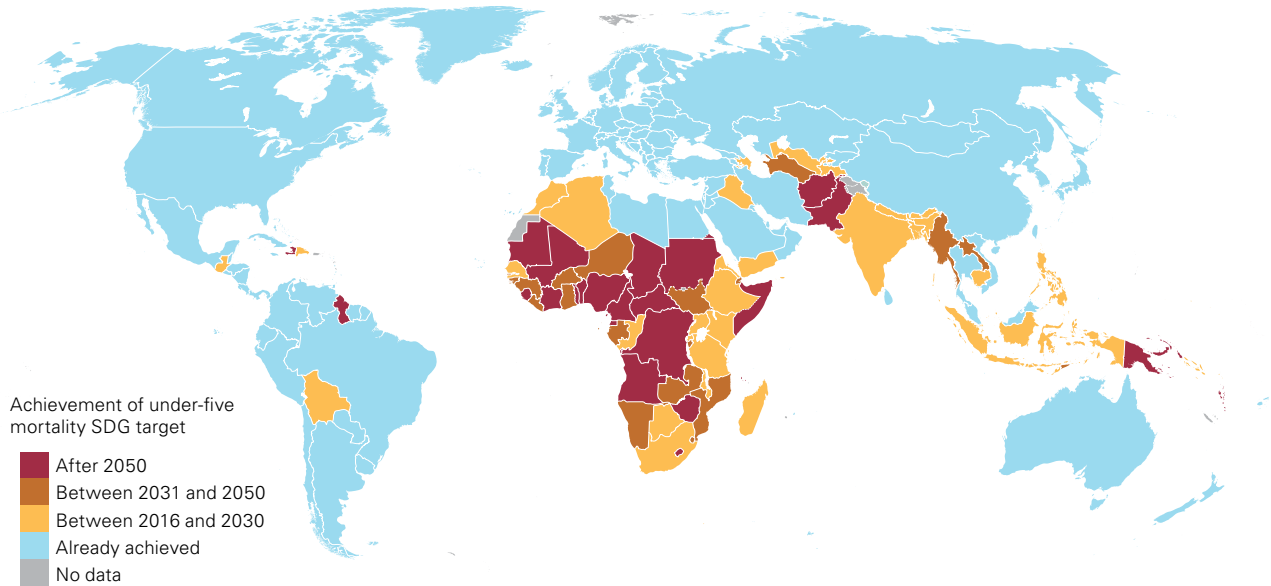 Achievement of under-five
mortality SDG target
After 2050
Between 2031 and 2050
Between 2016 and 2030
Already achieved
No data